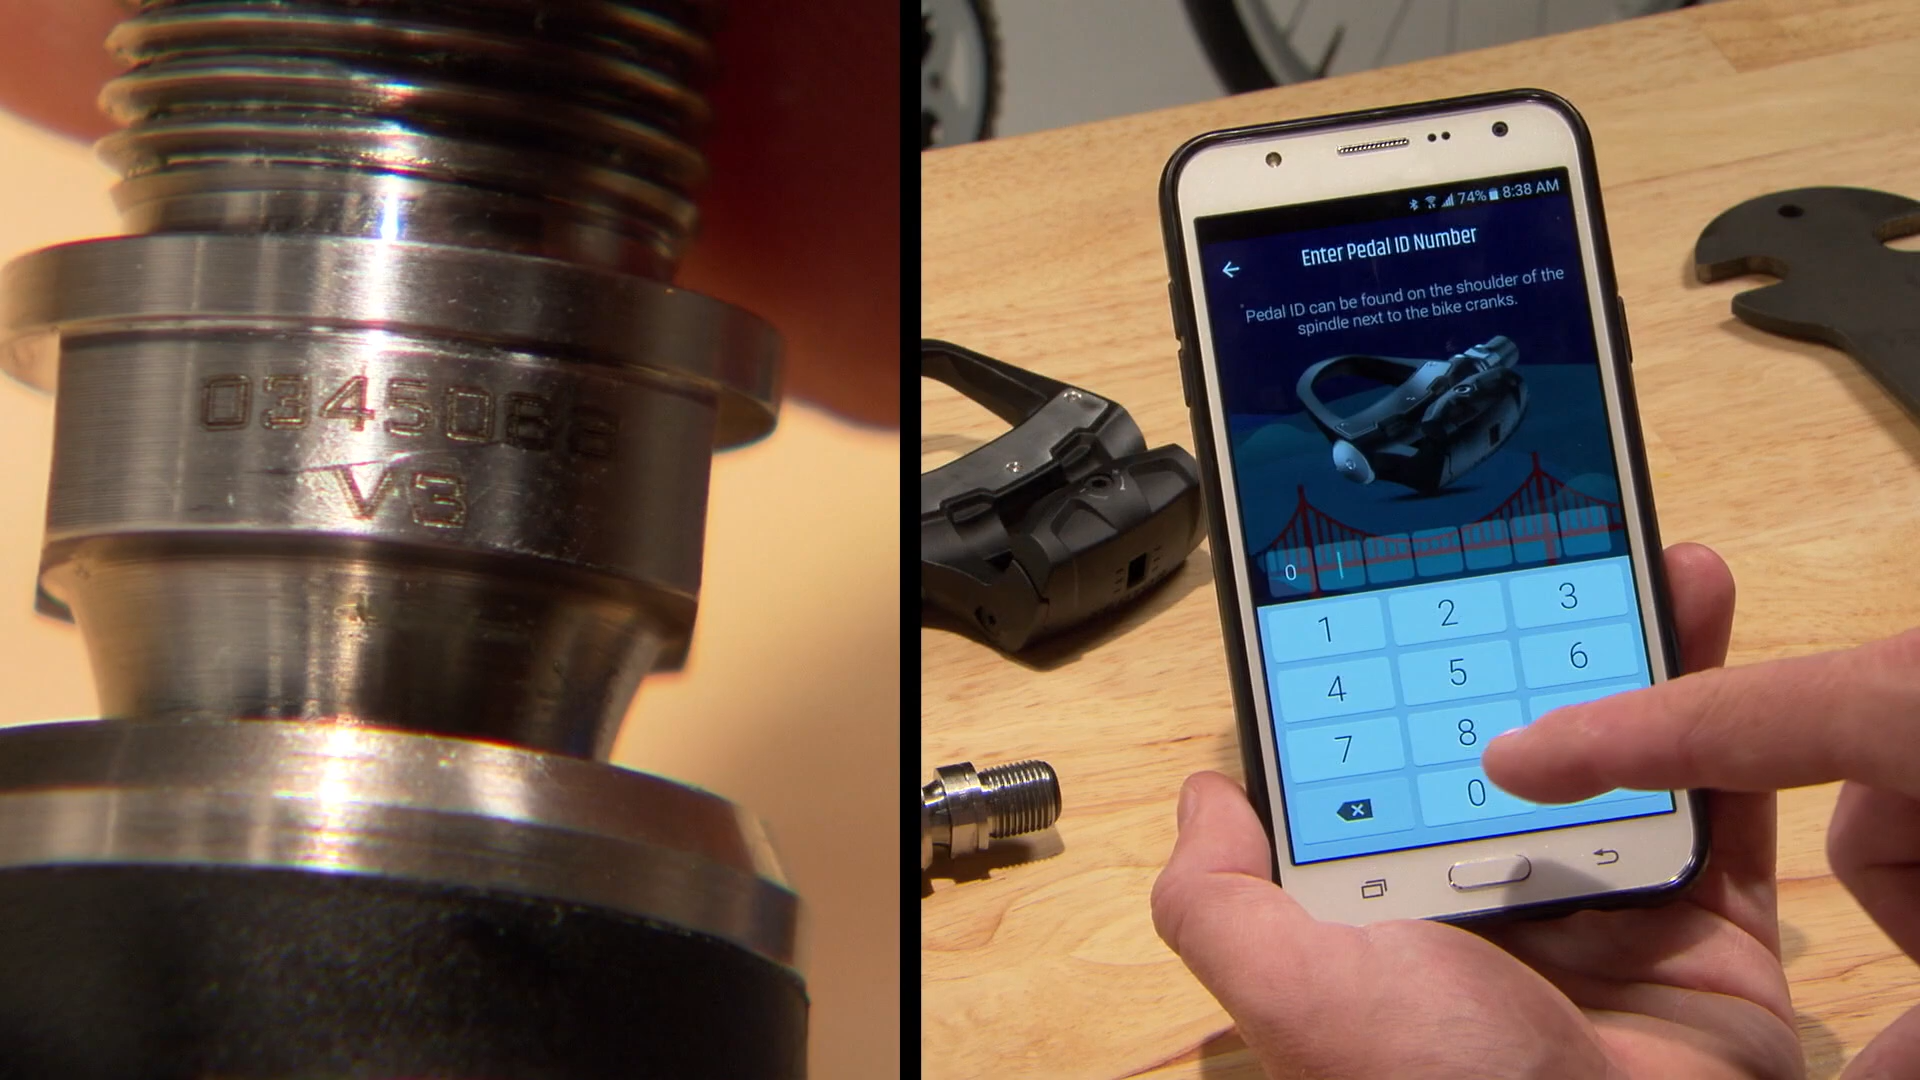 0345068
V3
74% 8:38 AM
Enter Pedal ID Number
Pedal ID can be found on the shoulder of the
spindle next to the bike cranks.
0
1 2 3
4 5 6
7 8
0